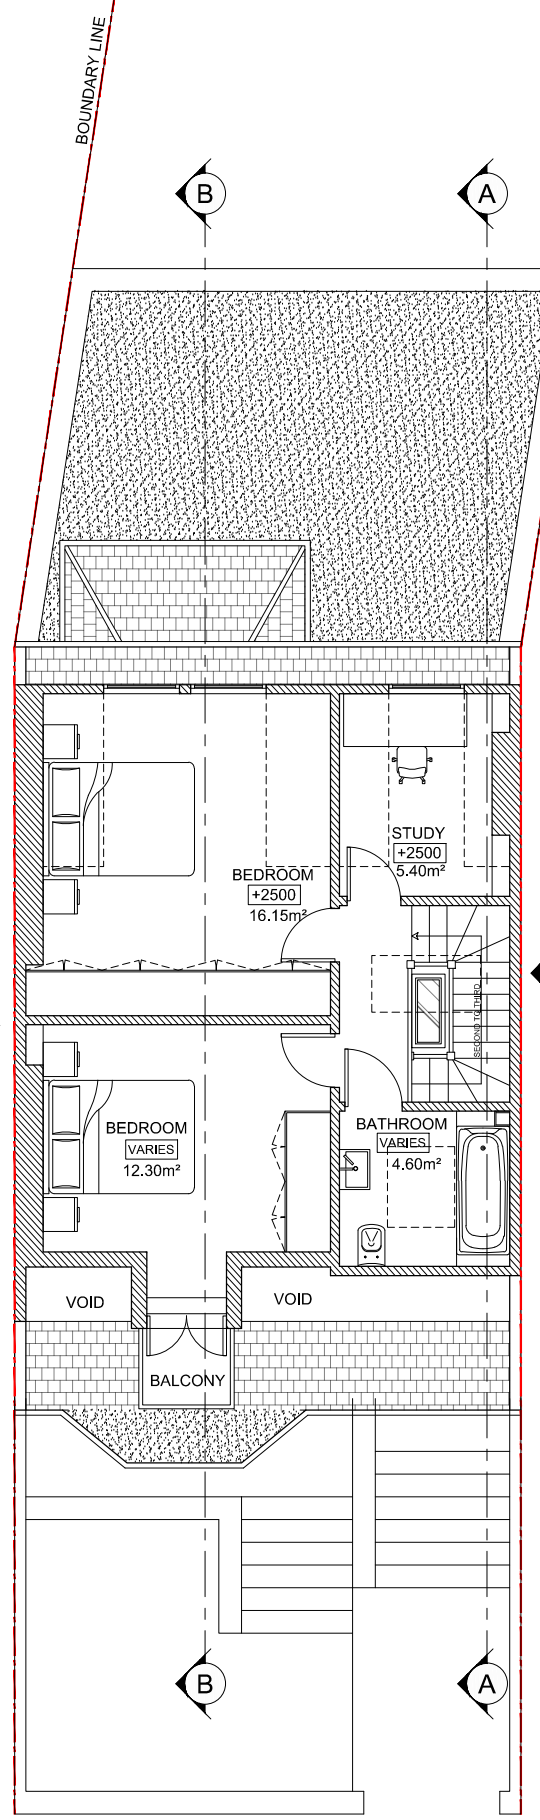 BOUNDARY LINE
B
A
STUDY
+2500
5.40m²
BEDROOM
+2500
16.15m²
SECOND TO THIRD
BEDROOM
VARIES
12.30m²
BATHROOM
VARIES
4.60m²
VOID
VOID
BALCONY
B
A